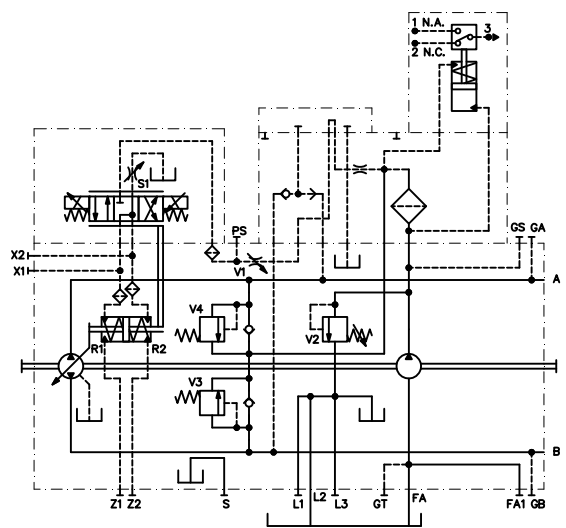 1 N.A.
3
2 N.C.
S1
PS
GS GA
X2
X1
V1
A
V4
V2
R1 R2
V3
B
Z1 Z2
S
L1 L2 L3
GT
FA
FA1 GB